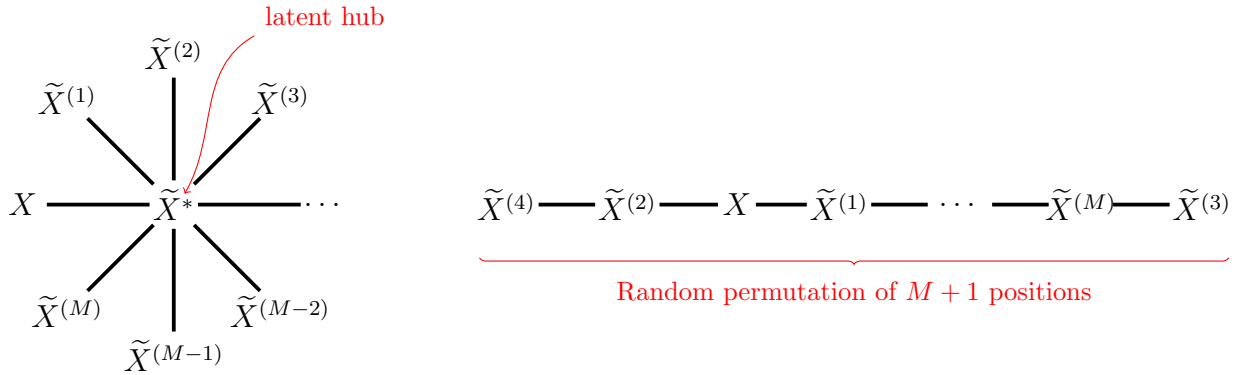 latent hub
X̃⁽²⁾
X̃⁽¹⁾ X̃⁽³⁾
X X̃* ⋯
X̃⁽ᴹ⁾ X̃⁽ᴹ⁻²⁾
X̃⁽ᴹ⁻¹⁾
X̃⁽⁴⁾ X̃⁽²⁾ X X̃⁽¹⁾ ⋯ X̃⁽ᴹ⁾ X̃⁽³⁾
Random permutation of M + 1 positions